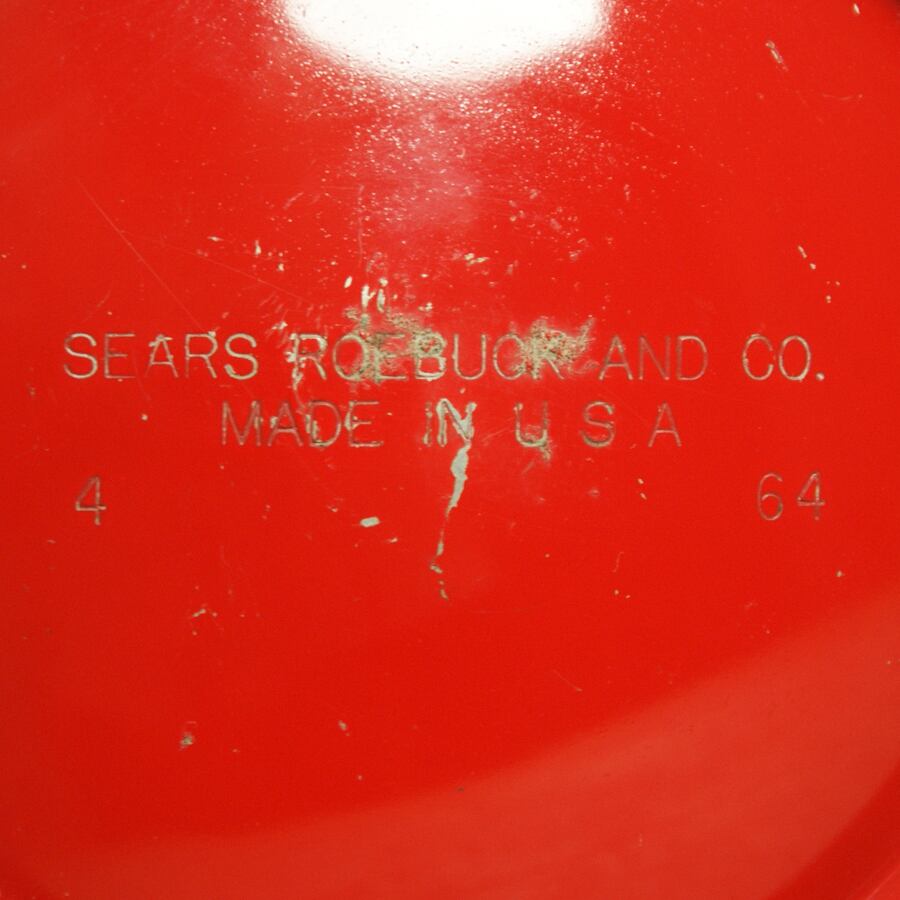 SEARS ROEBUCK AND CO.
MADE IN U S A
4 64